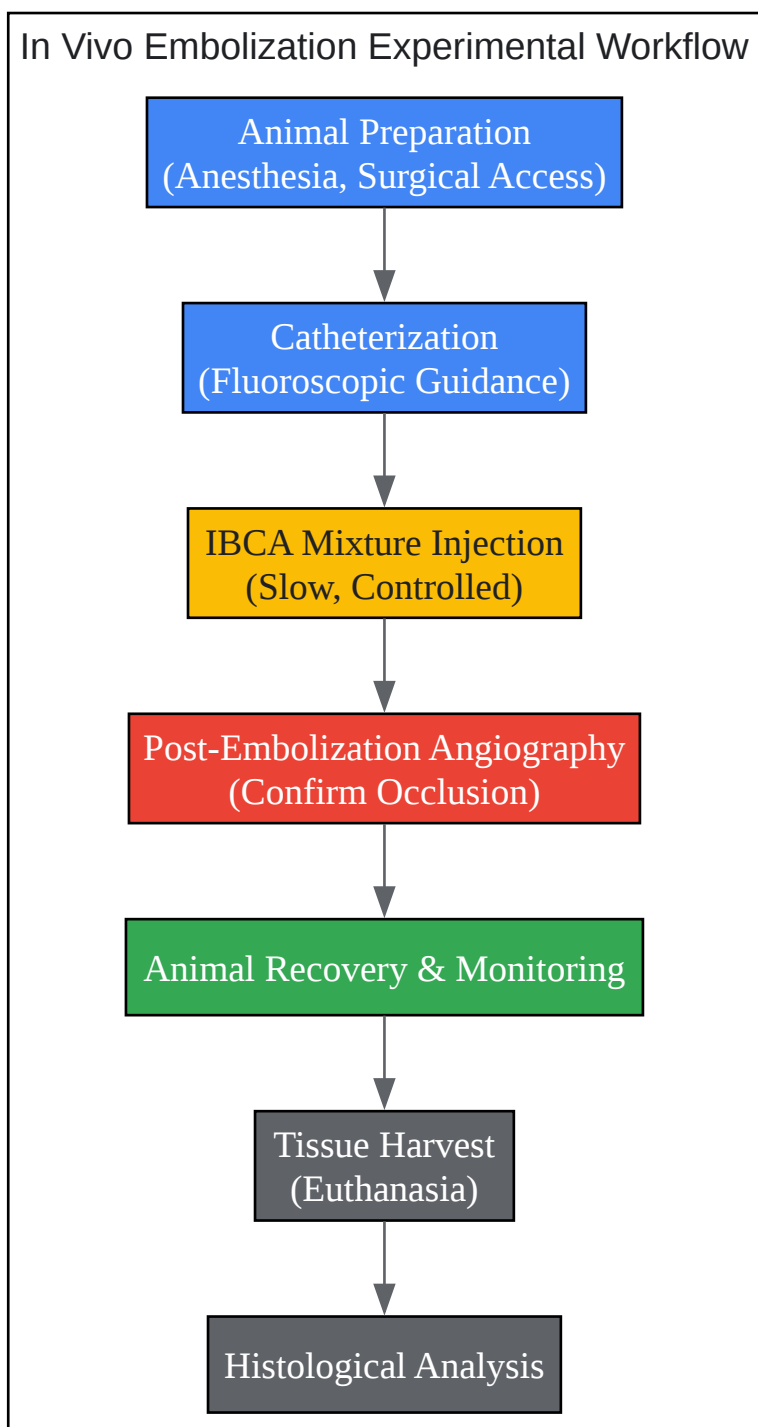 In Vivo Embolization Experimental Workflow
Animal Preparation
(Anesthesia, Surgical Access)
Catheterization
(Fluoroscopic Guidance)
IBCA Mixture Injection
(Slow, Controlled)
Post-Embolization Angiography
(Confirm Occlusion)
Animal Recovery & Monitoring
Tissue Harvest
(Euthanasia)
Histological Analysis